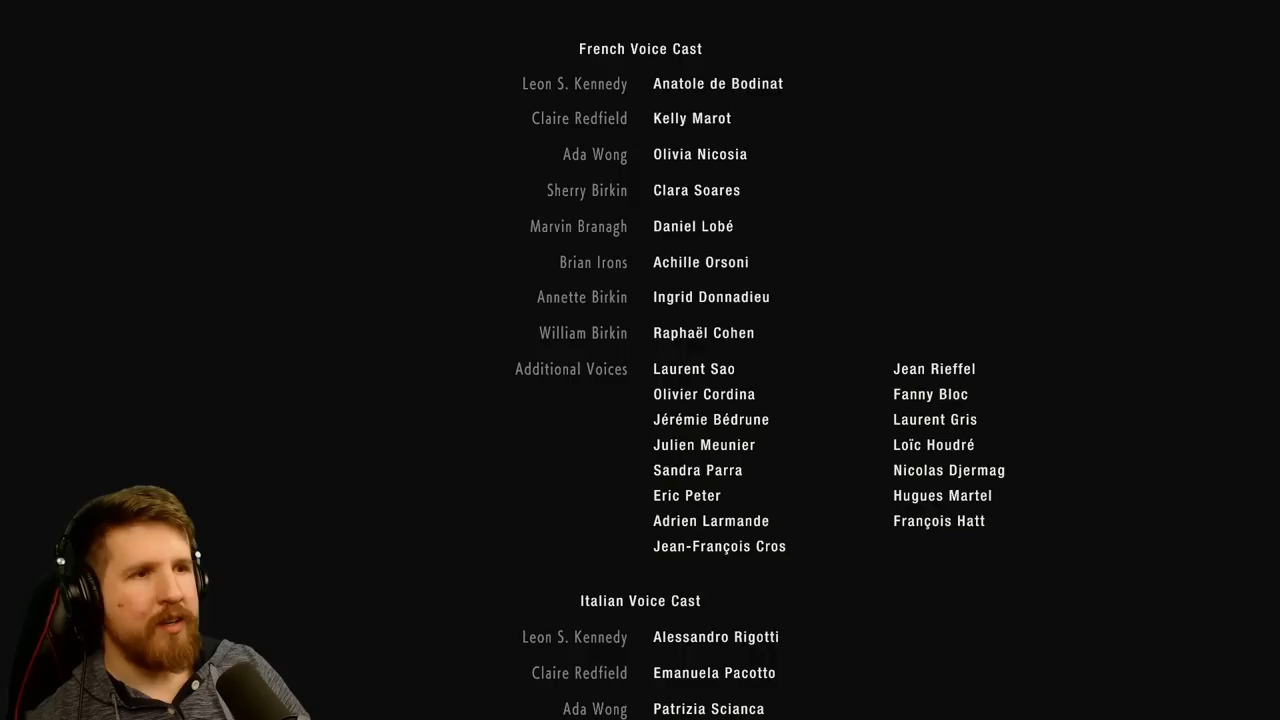 French Voice Cast
Leon S. Kennedy Anatole de Bodinat
Claire Redfield Kelly Marot
Ada Wong Olivia Nicosia
Sherry Birkin Clara Soares
Marvin Branagh Daniel Lobé
Brian Irons Achille Orsoni
Annette Birkin Ingrid Donnadieu
William Birkin Raphaël Cohen
Additional Voices Laurent Sao Jean Rieffel
Olivier Cordina Fanny Bloc
Jérémie Bédrune Laurent Gris
Julien Meunier Loïc Houdré
Sandra Parra Nicolas Djermag
Eric Peter Hugues Martel
Adrien Larmande François Hatt
Jean-François Cros
Italian Voice Cast
Leon S. Kennedy Alessandro Rigotti
Claire Redfield Emanuela Pacotto
Ada Wong Patrizia Scianca